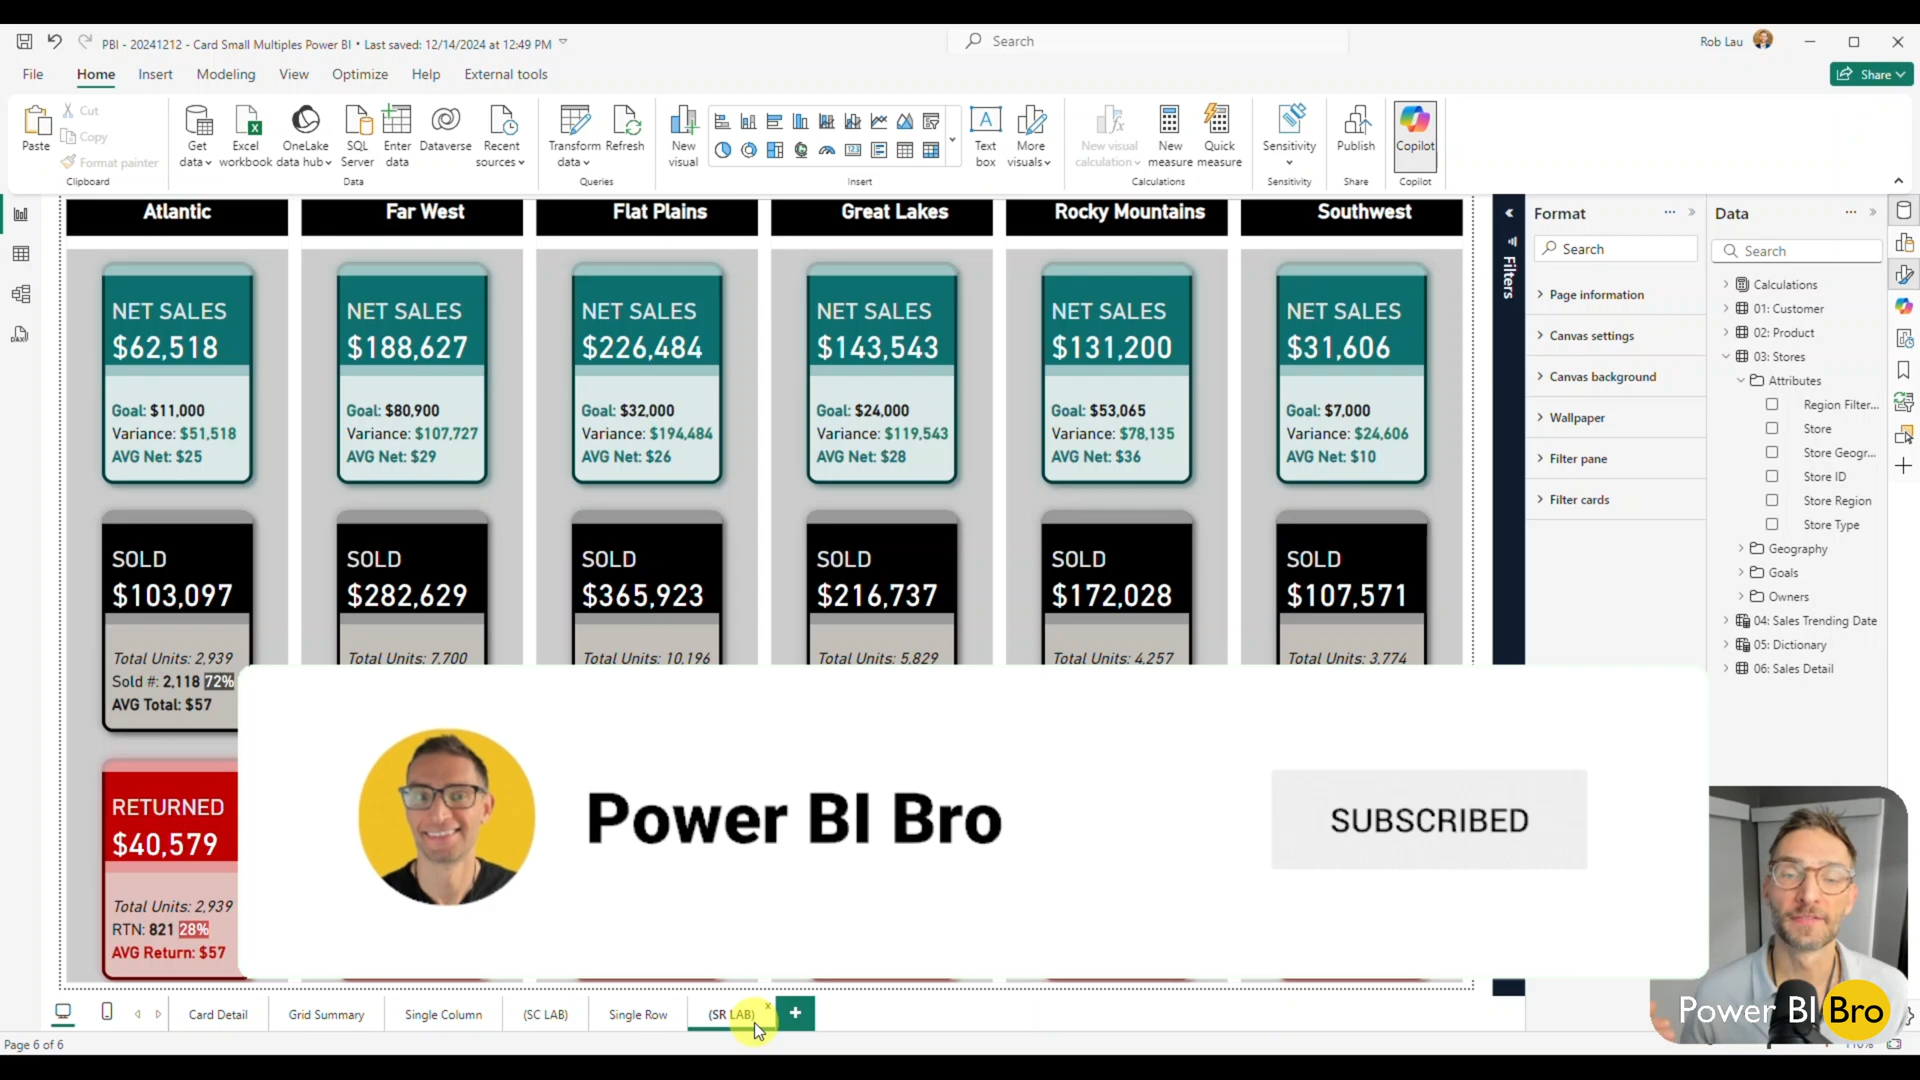 PBI - 20241212 - Card Small Multiples Power BI • Last saved: 12/14/2024 at 12:49 PM
Search
Rob Lau
File
Home
Insert
Modeling
View
Optimize
Help
External tools
Share
Paste
Cut
Copy
Format painter
Get data
Excel workbook
OneLake data hub
SQL Server
Enter data
Dataverse
Recent sources
Transform data
Refresh
New visual
Text box
More visuals
New visual calculation
New measure
Quick measure
Sensitivity
Publish
Copilot
Clipboard
Data
Queries
Insert
Calculations
Sensitivity
Share
Copilot
Atlantic
Far West
Flat Plains
Great Lakes
Rocky Mountains
Southwest
NET SALES
$62,518
Goal: $11,000
Variance: $51,518
AVG Net: $25
NET SALES
$188,627
Goal: $80,900
Variance: $107,727
AVG Net: $29
NET SALES
$226,484
Goal: $32,000
Variance: $194,484
AVG Net: $26
NET SALES
$143,543
Goal: $24,000
Variance: $119,543
AVG Net: $28
NET SALES
$131,200
Goal: $53,065
Variance: $78,135
AVG Net: $36
NET SALES
$31,606
Goal: $7,000
Variance: $24,606
AVG Net: $10
SOLD
$103,097
Total Units: 2,939
Sold #: 2,118 72%
AVG Total: $57
SOLD
$282,629
Total Units: 7,700
SOLD
$365,923
Total Units: 10,196
SOLD
$216,737
Total Units: 5,829
SOLD
$172,028
Total Units: 4,257
SOLD
$107,571
Total Units: 3,774
RETURNED
$40,579
Total Units: 2,939
RTN: 821 28%
AVG Return: $57
Power BI Bro
SUBSCRIBED
Filters
Format
Search
Page information
Canvas settings
Canvas background
Wallpaper
Filter pane
Filter cards
Data
Search
Calculations
01: Customer
02: Product
03: Stores
Attributes
Region Filter...
Store
Store Geogr...
Store ID
Store Region
Store Type
Geography
Goals
Owners
04: Sales Trending Date
05: Dictionary
06: Sales Detail
Power BI Bro
Card Detail
Grid Summary
Single Column
(SC LAB)
Single Row
(SR LAB)
Page 6 of 6